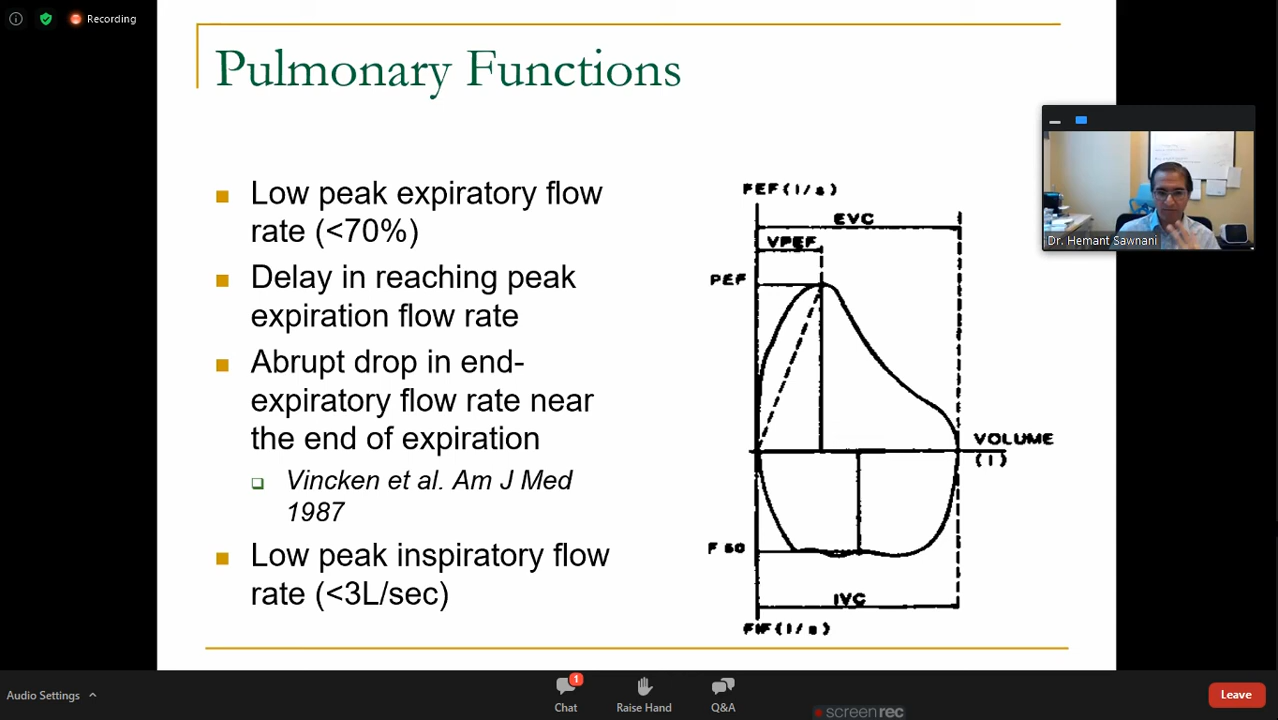 Recording
Pulmonary Functions
Low peak expiratory flow
rate (<70%)
Delay in reaching peak
expiration flow rate
Abrupt drop in end-
expiratory flow rate near
the end of expiration
Vincken et al. Am J Med
1987
Low peak inspiratory flow
rate (<3L/sec)
FEF(l/s)
EVC
VPEF
PEF
VOLUME
(l)
F 50
IVC
FIF(l/s)
Dr. Hemant Sawnani
Audio Settings
Chat
1
Raise Hand
Q&A
screenrec
Leave